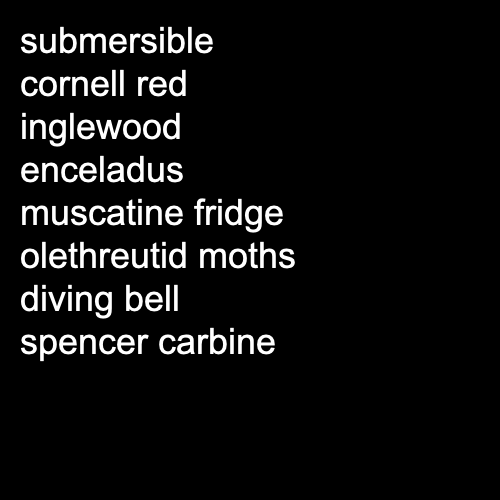 submersible
cornell red
inglewood
enceladus
muscatine fridge
olethreutid moths
diving bell
spencer carbine